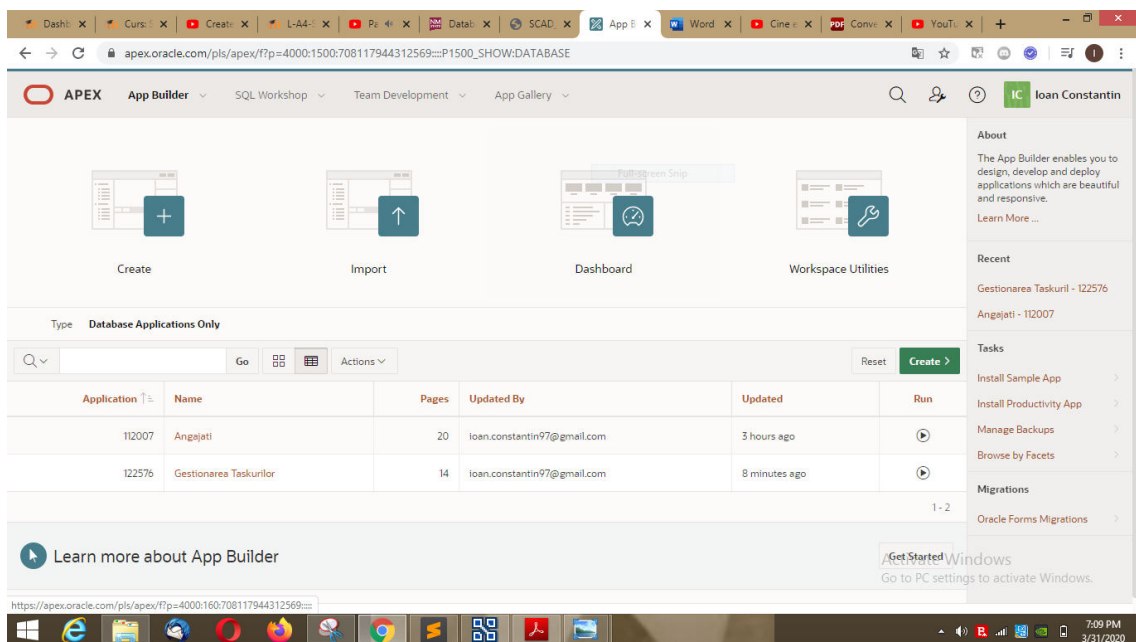 Dashb
Curs: S
Create
L-A4-S
Pa
Datab
SCAD_
App B
Word
Cine e
PDF Conve
YouTu
apex.oracle.com/pls/apex/f?p=4000:1500:708117944312569::::P1500_SHOW:DATABASE
APEX App Builder SQL Workshop Team Development App Gallery IC Ioan Constantin
Full-screen Snip
Create Import Dashboard Workspace Utilities
About
The App Builder enables you to
design, develop and deploy
applications which are beautiful
and responsive.
Learn More ...
Recent
Gestionarea Taskuril - 122576
Angajati - 112007
Type Database Applications Only
Go Actions Reset Create >
Application Name Pages Updated By Updated Run
112007 Angajati 20 ioan.constantin97@gmail.com 3 hours ago
122576 Gestionarea Taskurilor 14 ioan.constantin97@gmail.com 8 minutes ago
1 - 2
Tasks
Install Sample App
Install Productivity App
Manage Backups
Browse by Facets
Migrations
Oracle Forms Migrations
Learn more about App Builder Get Started
Activate Windows
Go to PC settings to activate Windows.
https://apex.oracle.com/pls/apex/f?p=4000:160:708117944312569:::::
7:09 PM
3/31/2020